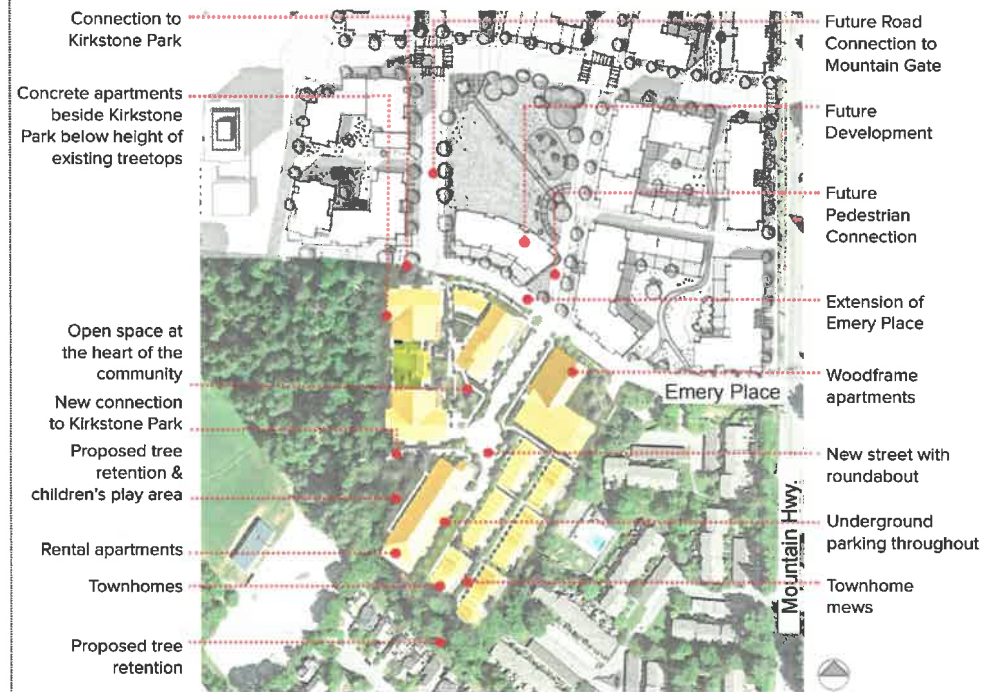 Connection to
Kirkstone Park
Concrete apartments
beside Kirkstone
Park below height of
existing treetops
Open space at
the heart of the
community
New connection
to Kirkstone Park
Proposed tree
retention &
children's play area
Rental apartments
Townhomes
Proposed tree
retention
Future Road
Connection to
Mountain Gate
Future
Development
Future
Pedestrian
Connection
Extension of
Emery Place
Woodframe
apartments
New street with
roundabout
Underground
parking throughout
Townhome
mews
Emery Place
Mountain Hwy.